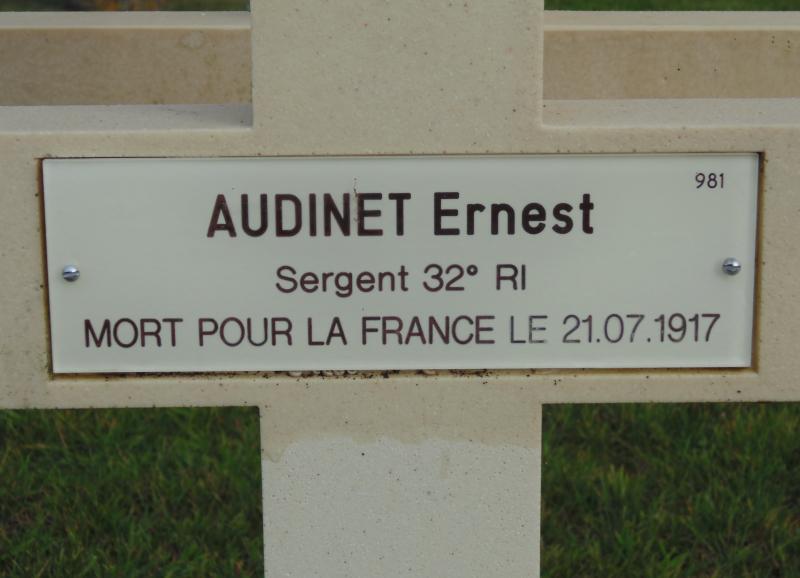 981
AUDINET Ernest
Sergent 32° RI
MORT POUR LA FRANCE LE 21.07.1917